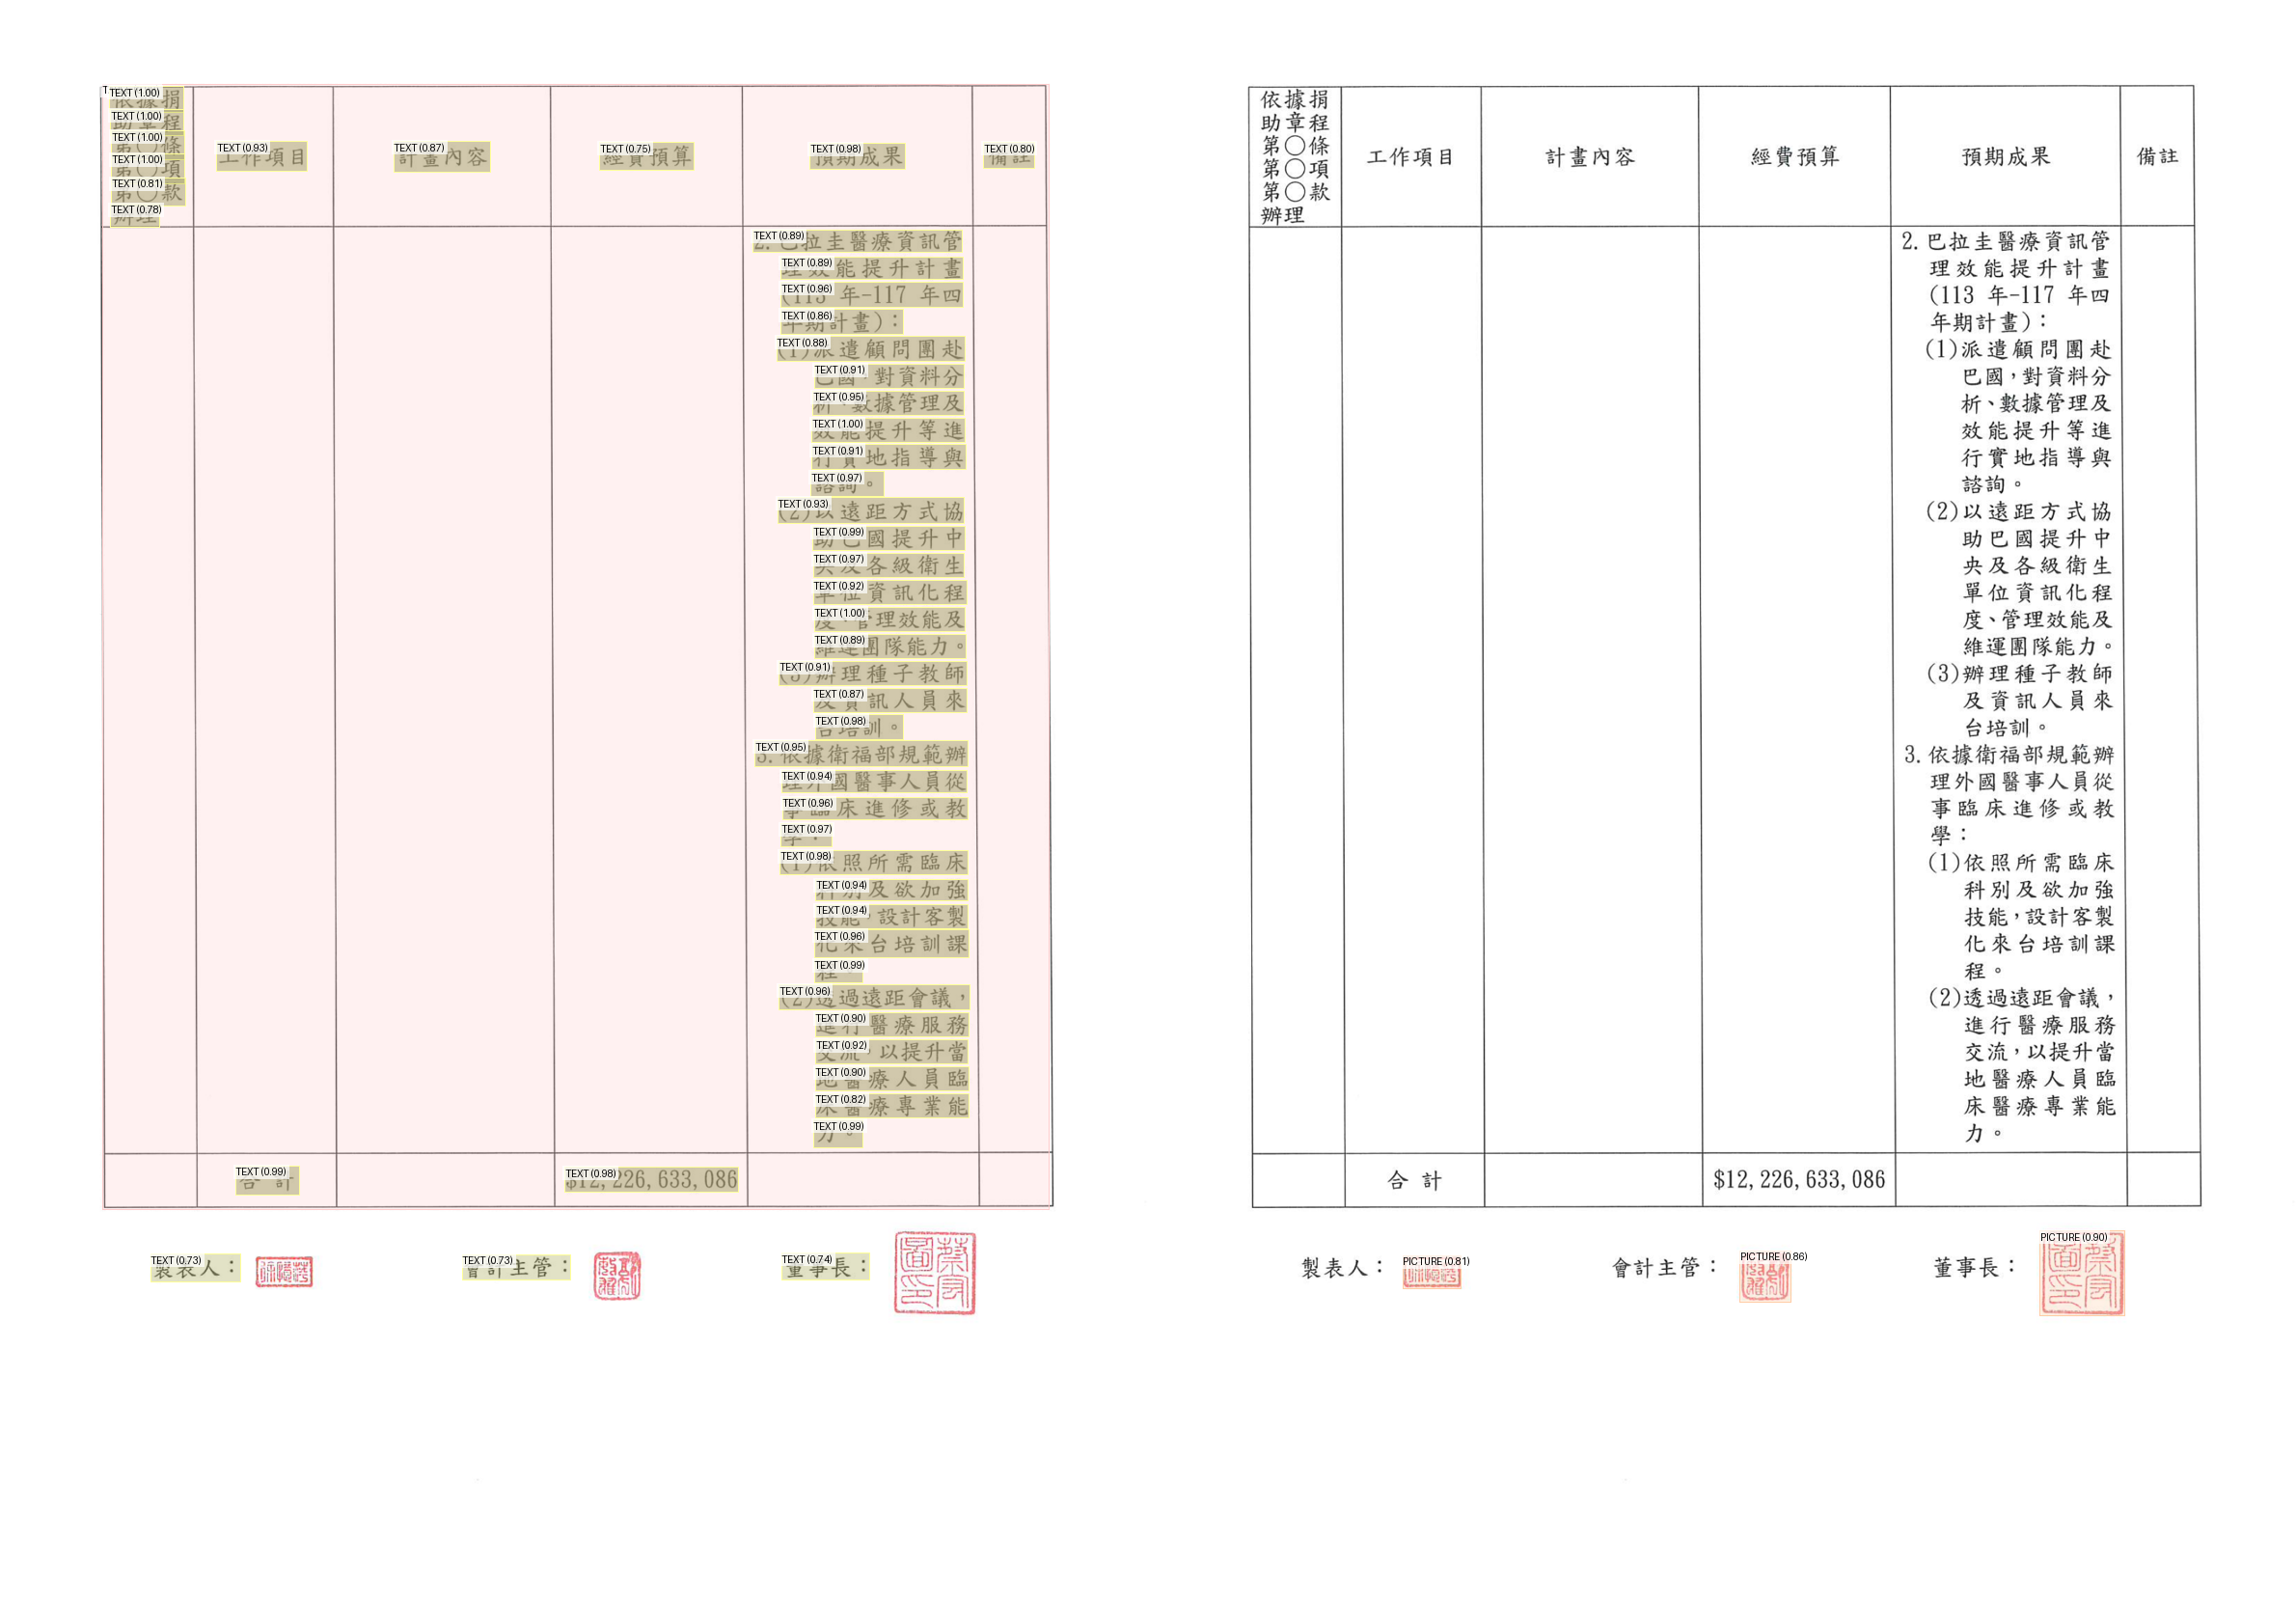 TEXT (1.00)
依據捐
TEXT (1.00)
助章程
TEXT (1.00)
第○條
TEXT (1.00)
第○項
TEXT (0.81)
第○款
TEXT (0.78)
辦理
TEXT (0.93)
工作項目
TEXT (0.87)
計畫內容
TEXT (0.75)
經費預算
TEXT (0.98)
預期成果
TEXT (0.80)
備註
TEXT (0.89)
2.巴拉圭醫療資訊管
TEXT (0.89)
理效能提升計畫
TEXT (0.96)
(113 年-117 年四
TEXT (0.86)
年期計畫)：
TEXT (0.88)
(1)派遣顧問團赴
TEXT (0.91)
巴國，對資料分
TEXT (0.95)
析、數據管理及
TEXT (1.00)
效能提升等進
TEXT (0.91)
行實地指導與
TEXT (0.97)
諮詢。
TEXT (0.93)
(2)以遠距方式協
TEXT (0.99)
助巴國提升中
TEXT (0.97)
央及各級衛生
TEXT (0.92)
單位資訊化程
TEXT (1.00)
度、管理效能及
TEXT (0.89)
維運團隊能力。
TEXT (0.91)
(3)辦理種子教師
TEXT (0.87)
及資訊人員來
TEXT (0.98)
台培訓。
TEXT (0.95)
3.依據衛福部規範辦
TEXT (0.94)
理外國醫事人員從
TEXT (0.96)
事臨床進修或教
TEXT (0.97)
學：
TEXT (0.98)
(1)依照所需臨床
TEXT (0.94)
科別及欲加強
TEXT (0.94)
技能，設計客製
TEXT (0.96)
化來台培訓課
TEXT (0.99)
程。
TEXT (0.96)
(2)透過遠距會議，
TEXT (0.90)
進行醫療服務
TEXT (0.92)
交流，以提升當
TEXT (0.90)
地醫療人員臨
TEXT (0.82)
床醫療專業能
TEXT (0.99)
力。
TEXT (0.99)
合 計
TEXT (0.98)
$12,226,633,086
TEXT (0.73)
製表人：
TEXT (0.73)
會計主管：
TEXT (0.74)
董事長：
依據捐
助章程
第○條
第○項
第○款
辦理
工作項目
計畫內容
經費預算
預期成果
備註
2.巴拉圭醫療資訊管
理效能提升計畫
(113 年-117 年四
年期計畫)：
(1)派遣顧問團赴
巴國，對資料分
析、數據管理及
效能提升等進
行實地指導與
諮詢。
(2)以遠距方式協
助巴國提升中
央及各級衛生
單位資訊化程
度、管理效能及
維運團隊能力。
(3)辦理種子教師
及資訊人員來
台培訓。
3.依據衛福部規範辦
理外國醫事人員從
事臨床進修或教
學：
(1)依照所需臨床
科別及欲加強
技能，設計客製
化來台培訓課
程。
(2)透過遠距會議，
進行醫療服務
交流，以提升當
地醫療人員臨
床醫療專業能
力。
合 計
$12,226,633,086
製表人：
PICTURE (0.81)
會計主管：
PICTURE (0.86)
董事長：
PICTURE (0.90)